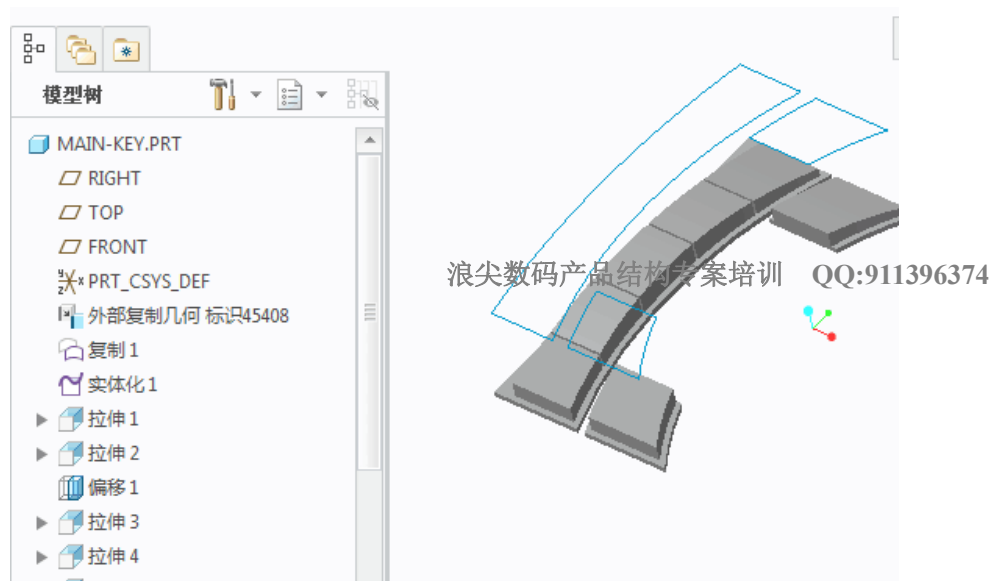 模型树
MAIN-KEY.PRT
RIGHT
TOP
FRONT
PRT_CSYS_DEF
外部复制几何 标识45408
复制 1
实体化 1
拉伸 1
拉伸 2
偏移 1
拉伸 3
拉伸 4
浪尖数码产品结构专案培训 QQ:911396374